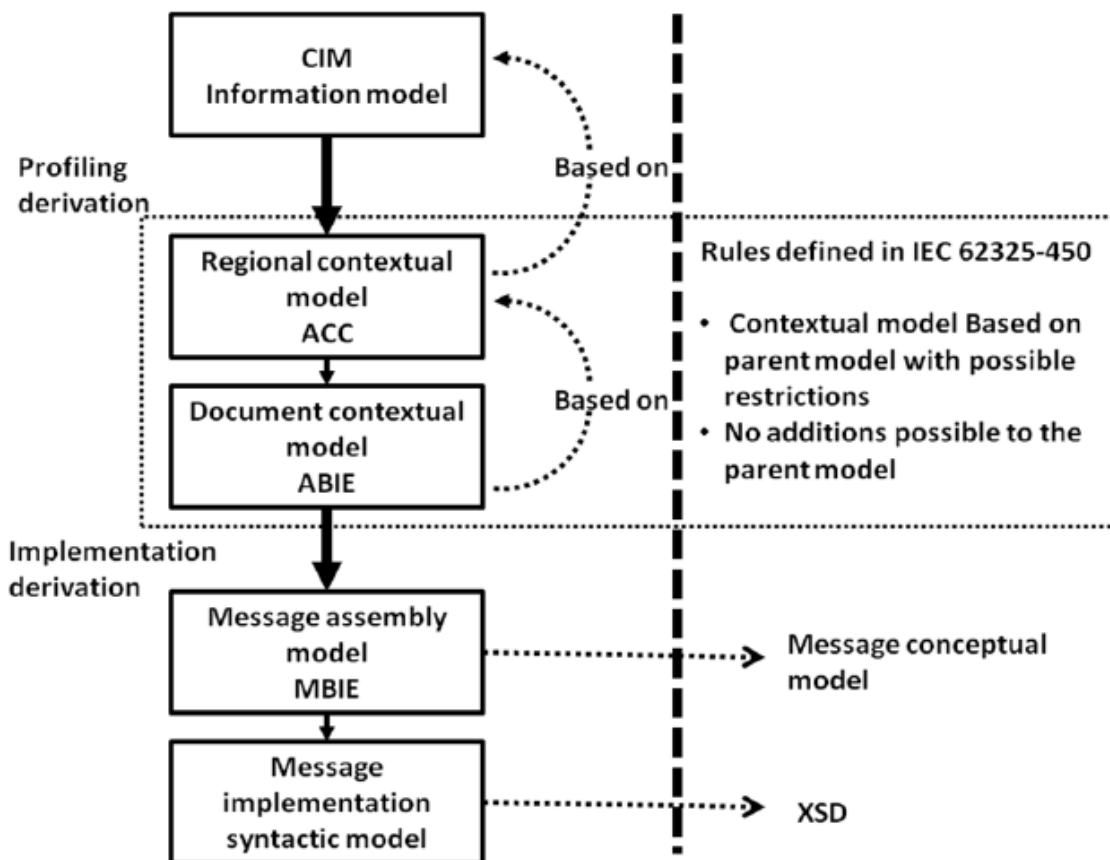 CIM
Information model
Profiling
derivation
Based on
Regional contextual
model
ACC
Document contextual
model
ABIE
Based on
Rules defined in IEC 62325-450
• Contextual model Based on
parent model with possible
restrictions
• No additions possible to the
parent model
Implementation
derivation
Message assembly
model
MBIE
Message conceptual
model
Message
implementation
syntactic model
XSD